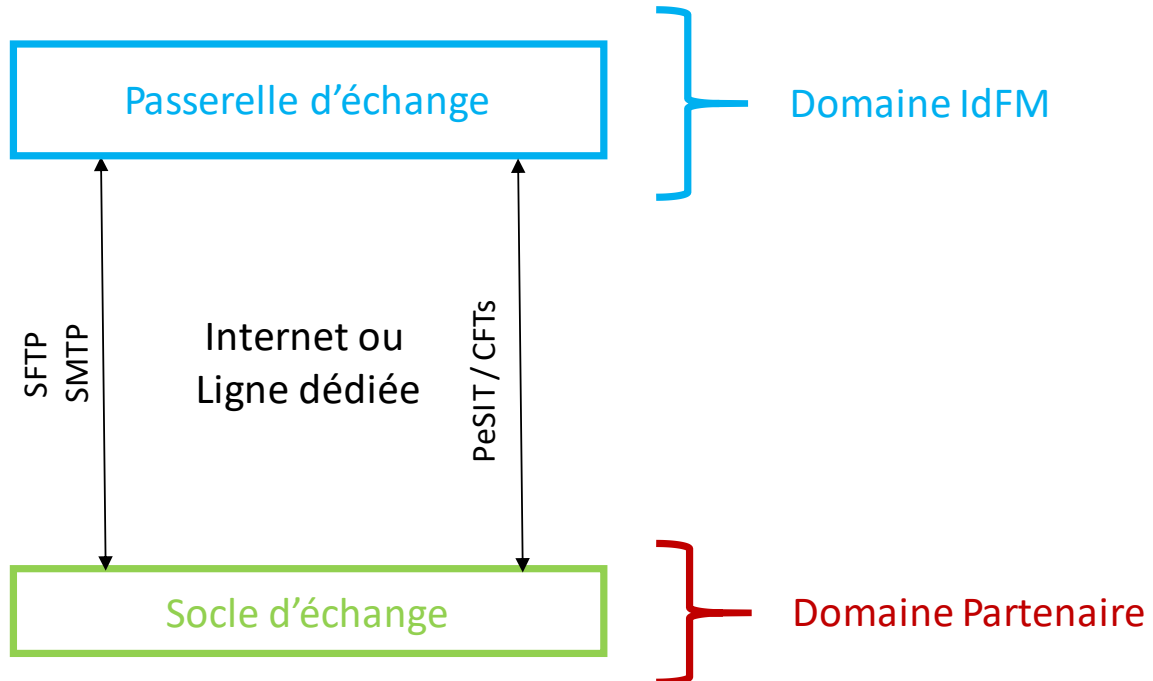 Passerelle d'échange
Domaine IdFM
SFTP
SMTP
Internet ou
Ligne dédiée
PeSIT / CFTs
Socle d'échange
Domaine Partenaire